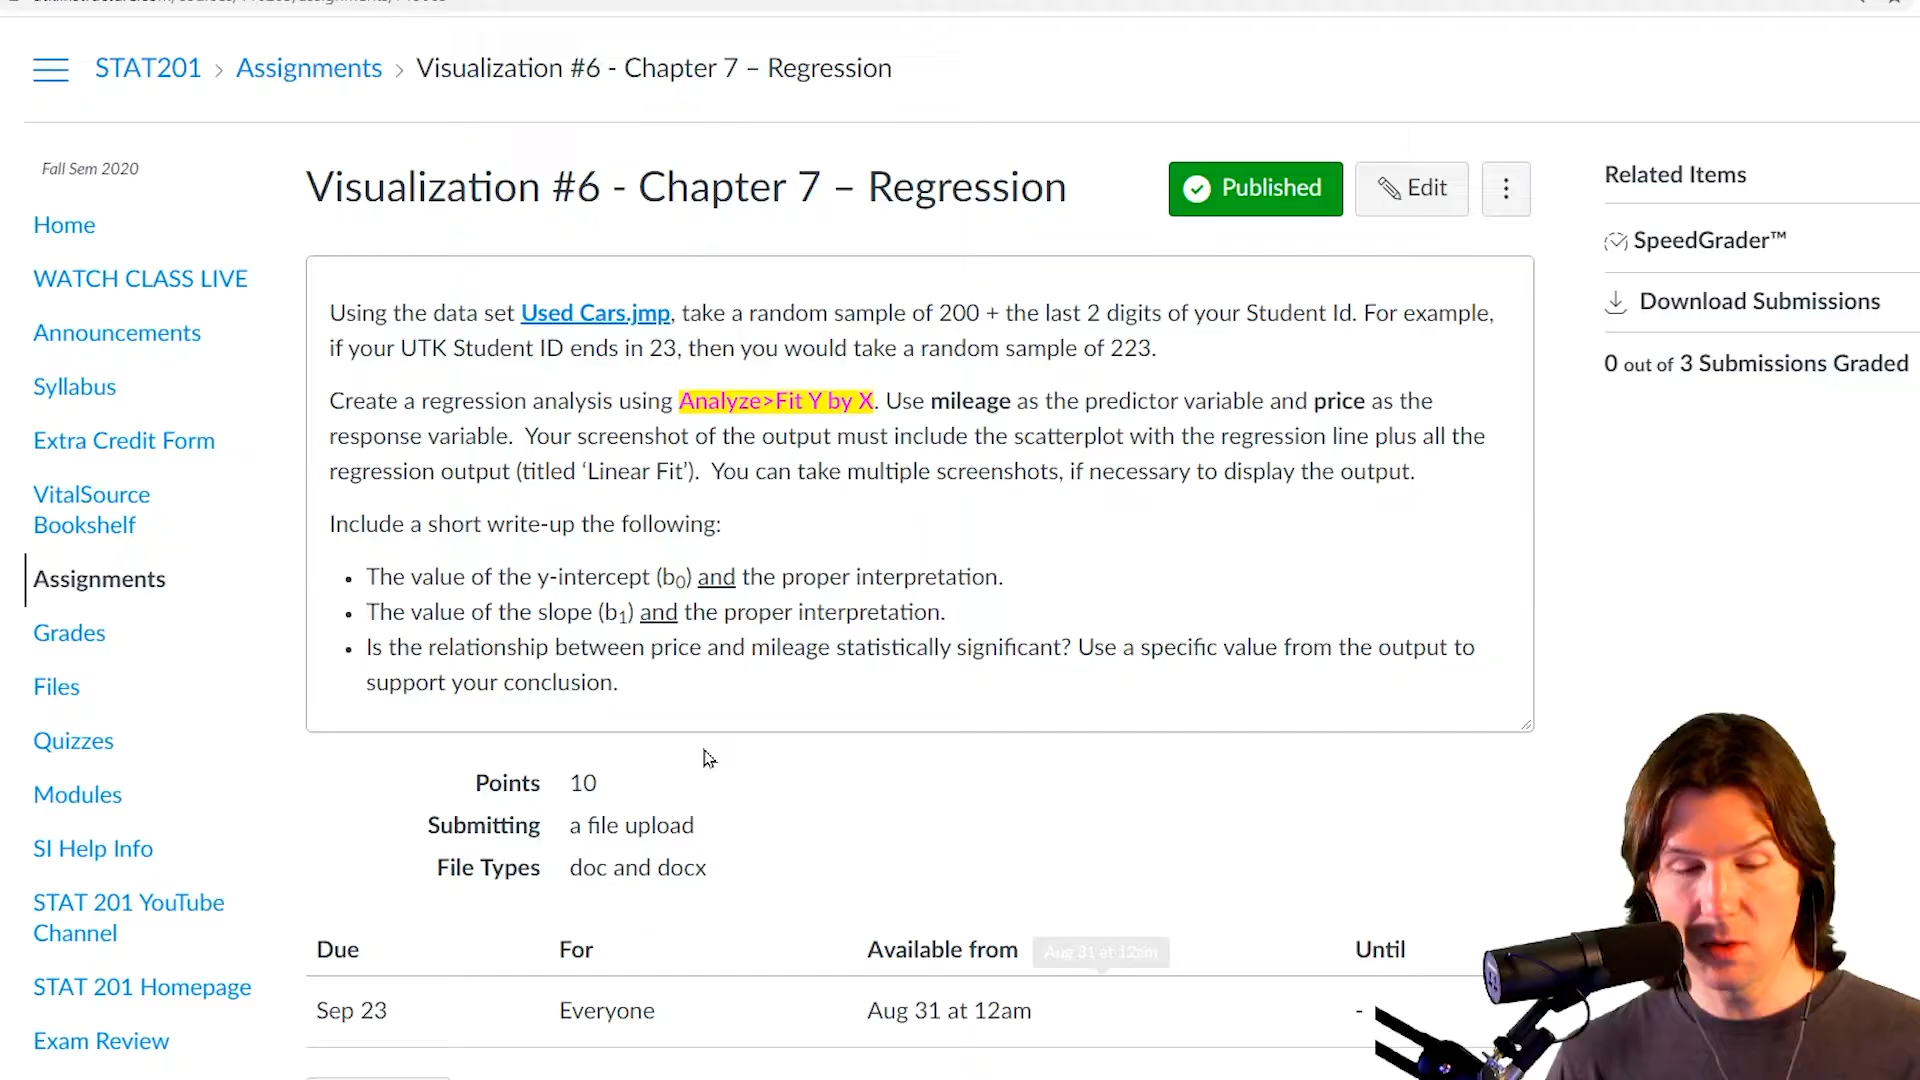 STAT201 › Assignments › Visualization #6 - Chapter 7 – Regression
Fall Sem 2020
Home
WATCH CLASS LIVE
Announcements
Syllabus
Extra Credit Form
VitalSource
Bookshelf
Assignments
Grades
Files
Quizzes
Modules
SI Help Info
STAT 201 YouTube
Channel
STAT 201 Homepage
Exam Review
Visualization #6 - Chapter 7 – Regression
Published
Edit
Using the data set Used Cars.jmp, take a random sample of 200 + the last 2 digits of your Student Id. For example,
if your UTK Student ID ends in 23, then you would take a random sample of 223.
Create a regression analysis using Analyze>Fit Y by X. Use mileage as the predictor variable and price as the
response variable. Your screenshot of the output must include the scatterplot with the regression line plus all the
regression output (titled ‘Linear Fit’). You can take multiple screenshots, if necessary to display the output.
Include a short write-up the following:
• The value of the y-intercept (b0) and the proper interpretation.
• The value of the slope (b1) and the proper interpretation.
• Is the relationship between price and mileage statistically significant? Use a specific value from the output to
support your conclusion.
Points 10
Submitting a file upload
File Types doc and docx
Due For Available from Aug 31 at 12am Until
Sep 23 Everyone Aug 31 at 12am -
Related Items
SpeedGrader™
Download Submissions
0 out of 3 Submissions Graded